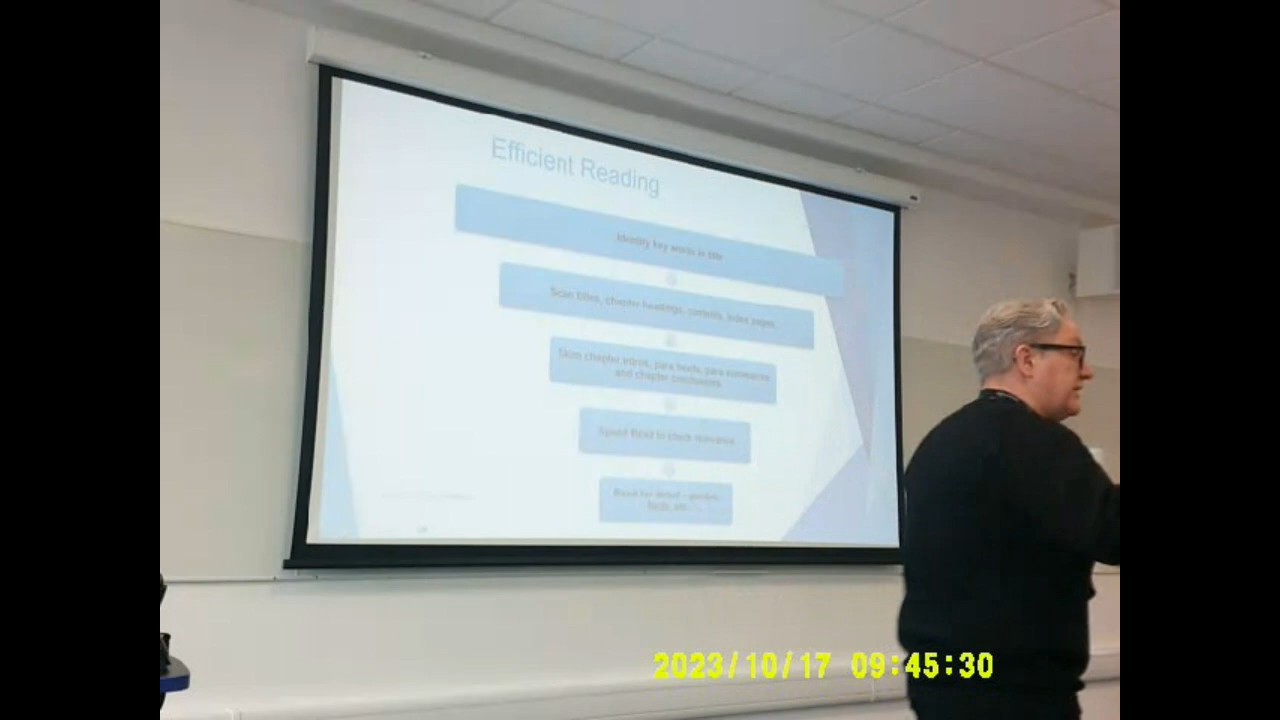 Efficient Reading
Identify key words in title
Scan titles, chapter headings, contents, index pages.
Skim chapter intros, para heads, para summaries
and chapter conclusions.
Speed Read to check relevance
Read for detail –
2023/10/17 09:45:30